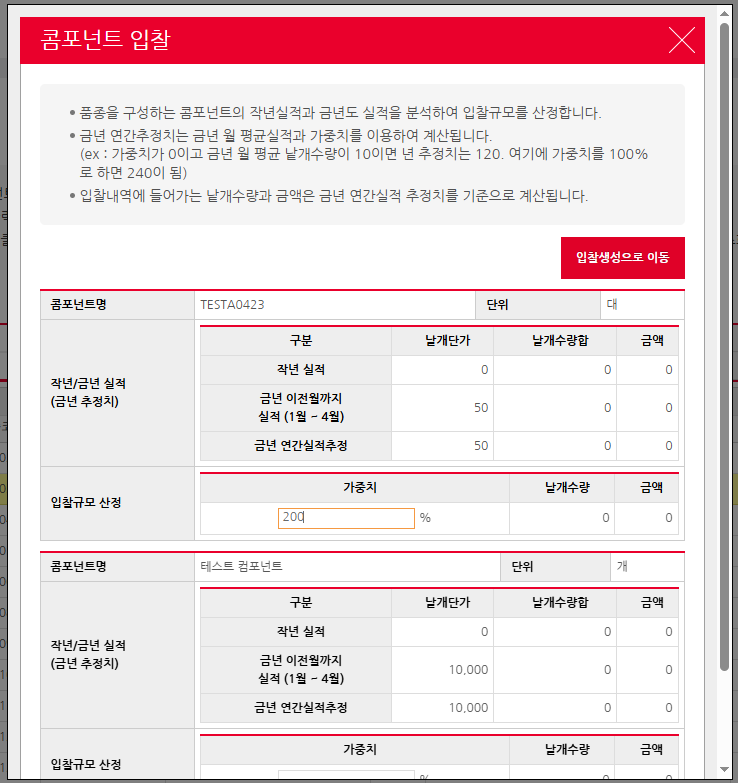 콤포넌트 입찰
• 품종을 구성하는 콤포넌트의 작년실적과 금년도 실적을 분석하여 입찰규모를 산정합니다.
• 금년 연간추정치는 금년 월 평균실적과 가중치를 이용하여 계산됩니다.
(ex : 가중치가 0이고 금년 월 평균 낱개수량이 10이면 년 추정치는 120. 여기에 가중치를 100%
로 하면 240이 됨)
• 입찰내역에 들어가는 낱개수량과 금액은 금년 연간실적 추정치를 기준으로 계산됩니다.
입찰생성으로 이동
콤포넌트명 TESTA0423 단위 대
구분 낱개단가 낱개수량합 금액
작년 실적 0 0 0
작년/금년 실적
(금년 추정치)
금년 이전월까지
실적 (1월 ~ 4월) 50 0 0
금년 연간실적추정 50 0 0
입찰규모 산정
가중치 낱개수량 금액
200 % 0 0
콤포넌트명 테스트 컴포넌트 단위 개
구분 낱개단가 낱개수량합 금액
작년 실적 0 0 0
작년/금년 실적
(금년 추정치)
금년 이전월까지
실적 (1월 ~ 4월) 10,000 0 0
금년 연간실적추정 10,000 0 0
입찰규모 산정
가중치 낱개수량 금액
%